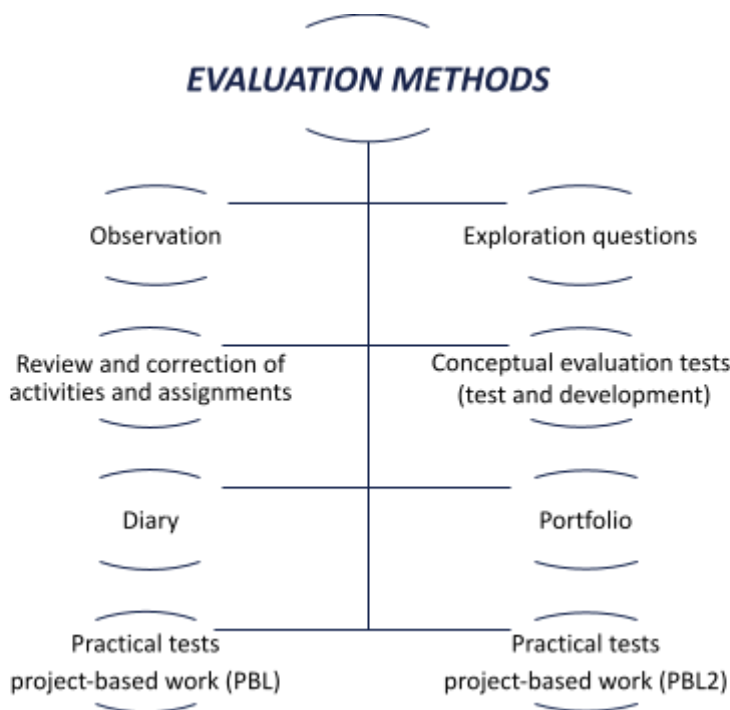 EVALUATION METHODS
Observation
Exploration questions
Review and correction of
activities and assignments
Conceptual evaluation tests
(test and development)
Diary
Portfolio
Practical tests
project-based work (PBL)
Practical tests
project-based work (PBL2)